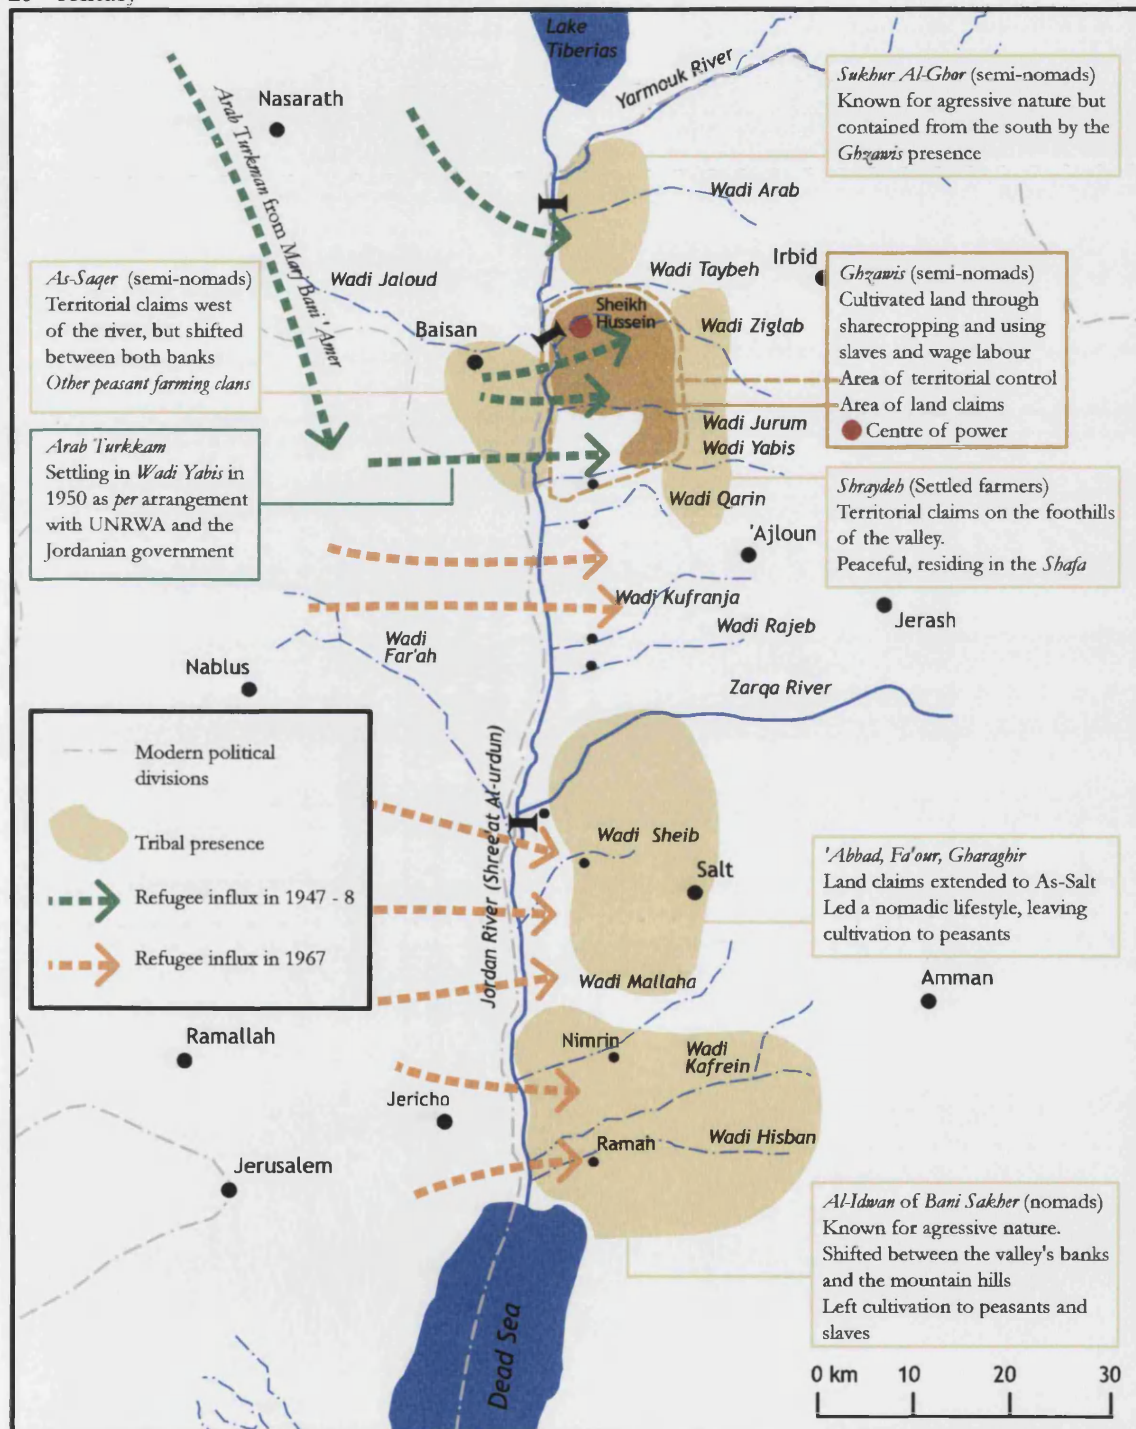 Lake
Tiberias
Yarmouk River
Nasarath
Arab Turkman from Marj Bani 'Amer
Sukhur Al-Ghor (semi-nomads)
Known for agressive nature but
contained from the south by the
Ghzawis presence
Wadi Arab
Irbid
Wadi Taybeh
Wadi Jaloud
Baisan
Sheikh
Hussein
Wadi Ziglab
As-Saqer (semi-nomads)
Territorial claims west
of the river, but shifted
between both banks
Other peasant farming clans
Ghzawis (semi-nomads)
Cultivated land through
sharecropping and using
slaves and wage labour
Area of territorial control
Area of land claims
Centre of power
Wadi Jurum
Wadi Yabis
Wadi Qarin
Arab Turkkam
Settling in Wadi Yabis in
1950 as per arrangement
with UNRWA and the
Jordanian government
Shraydeh (Settled farmers)
Territorial claims on the foothills
of the valley.
Peaceful, residing in the Shafa
'Ajloun
Wadi Kufranja
Jerash
Wadi Rajeb
Wadi
Far'ah
Nablus
Zarqa River
Modern political
divisions
Tribal presence
Refugee influx in 1947 - 8
Refugee influx in 1967
Jordan River (Shree'at Al-urdun)
Wadi Sheib
Salt
'Abbad, Fa'our, Gharaghir
Land claims extended to As-Salt
Led a nomadic lifestyle, leaving
cultivation to peasants
Wadi Mallaha
Amman
Ramallah
Nimrin
Wadi
Kafrein
Jericho
Ramah
Wadi Hisban
Jerusalem
Al-Idwan of Bani Sakher (nomads)
Known for agressive nature.
Shifted between the valley's banks
and the mountain hills
Left cultivation to peasants and
slaves
Dead Sea
0 km 10 20 30